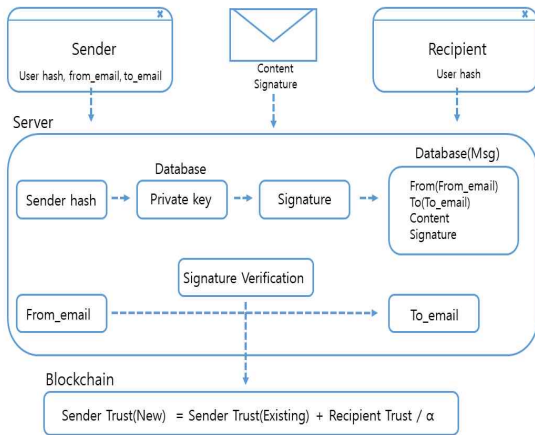 x
x
Sender
User hash, from_email, to_email
Content
Signature
Recipient
User hash
Server
Database
Database(Msg)
Sender hash
Private key
Signature
From(From_email)
To(To_email)
Content
Signature
Signature Verification
From_email
To_email
Blockchain
Sender Trust(New) = Sender Trust(Existing) + Recipient Trust / α